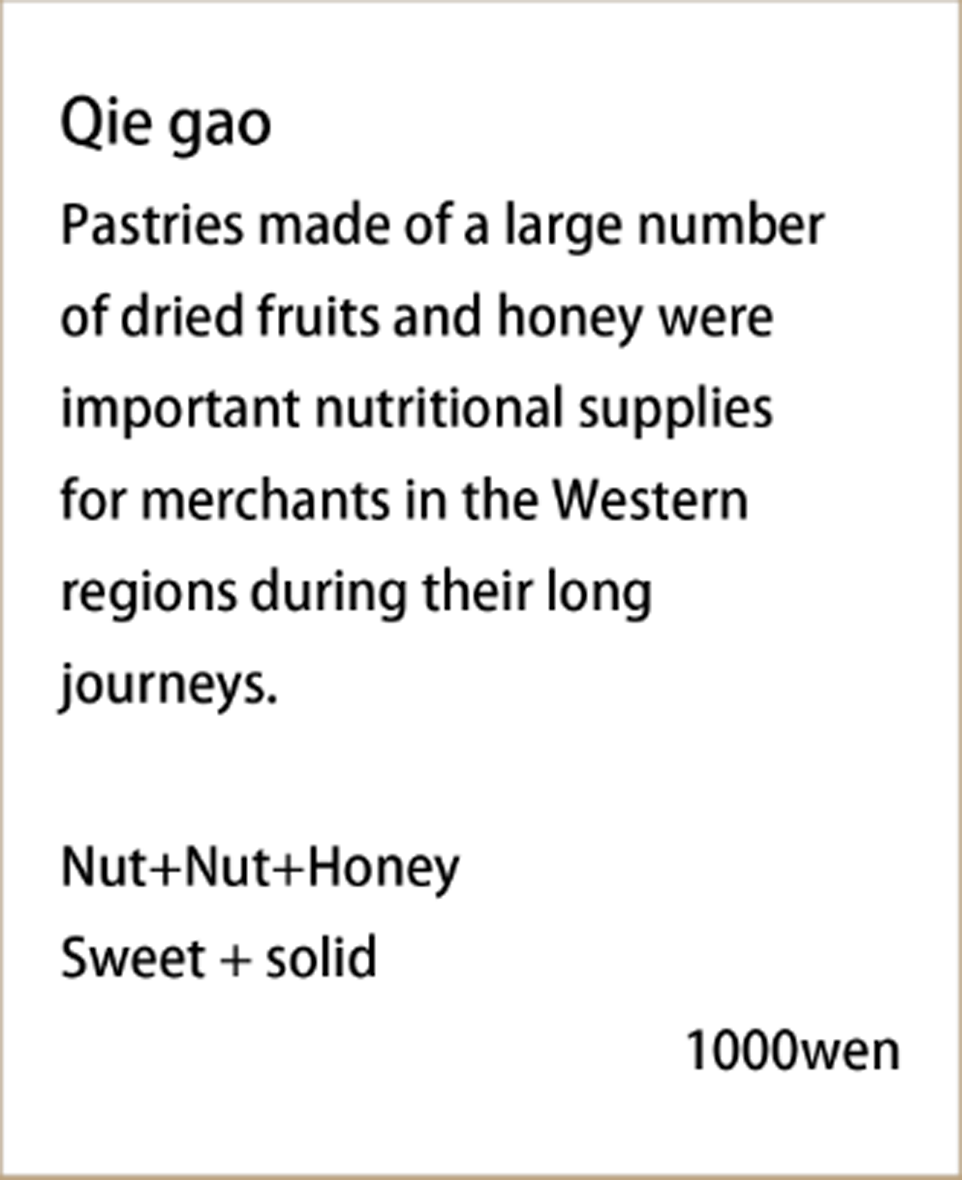 Qie gao
Pastries made of a large number
of dried fruits and honey were
important nutritional supplies
for merchants in the Western
regions during their long
journeys.
Nut+Nut+Honey
Sweet + solid
1000wen